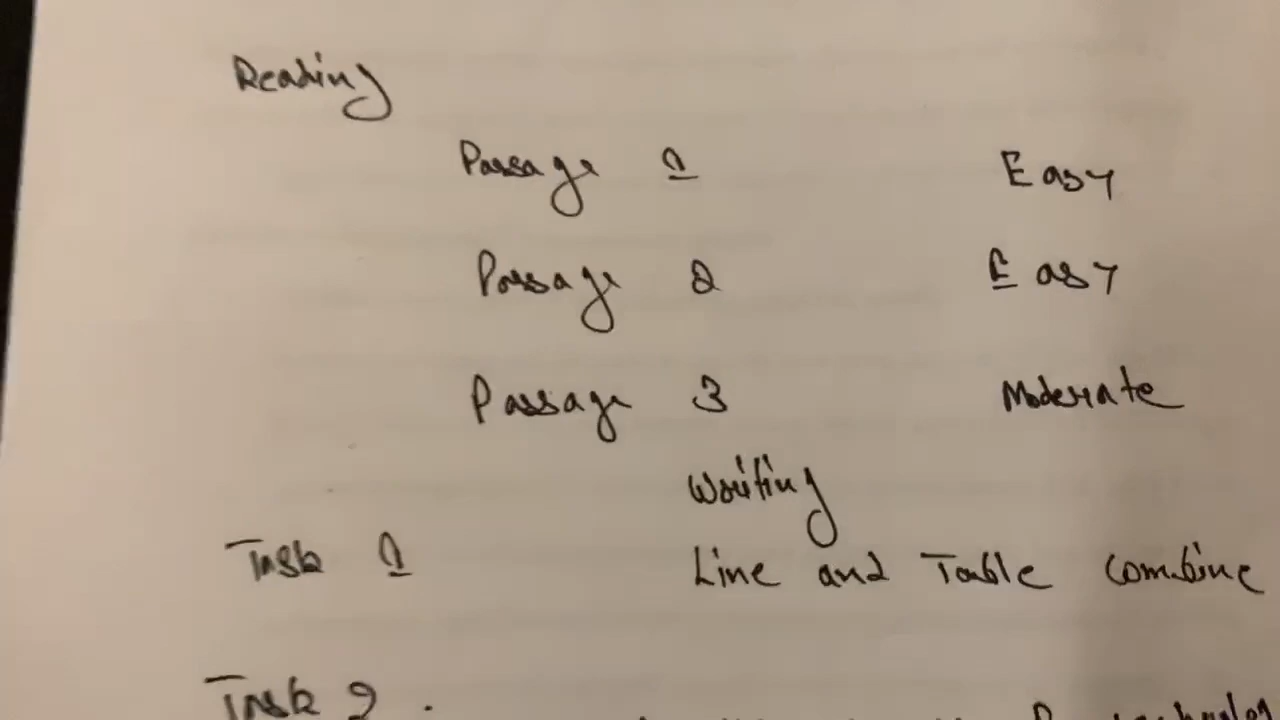 Reading
Passage 1 Easy
Passage 2 Easy
Passage 3 Moderate
Writing
Task 1 Line and Table combine
Task 2.